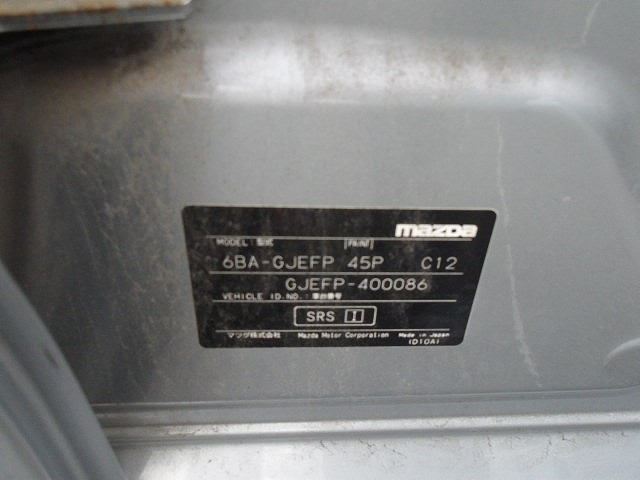 mazda
MODEL: 型式 PAINT
6BA-GJEFP 45P C12
GJEFP-400086
VEHICLE ID.NO.: 車台番号
SRS I
マツダ株式会社 Mazda Motor Corporation Made in Japan
(D10A)